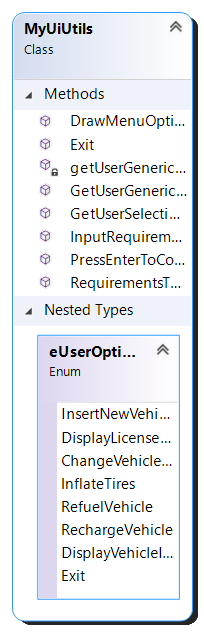 MyUiUtils
Class
Methods
DrawMenuOpti...
Exit
getUserGeneric...
GetUserGeneric...
GetUserSelecti...
InputRequirem...
PressEnterToCo...
RequirementsT...
Nested Types
eUserOpti...
Enum
InsertNewVehi...
DisplayLicense...
ChangeVehicle...
InflateTires
RefuelVehicle
RechargeVehicle
DisplayVehicleI...
Exit